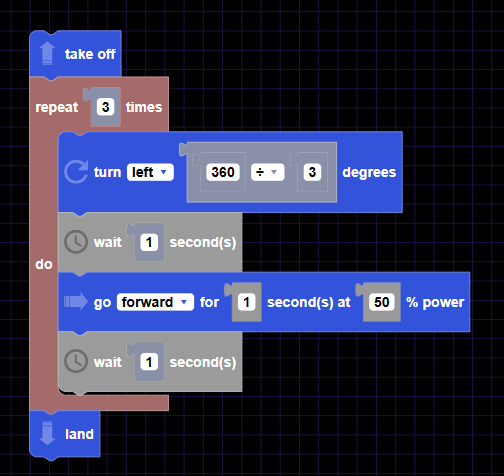 take off
repeat 3 times
turn left ▾ 360 ÷ ▾ 3 degrees
wait 1 second(s)
do
go forward ▾ for 1 second(s) at 50 % power
wait 1 second(s)
land